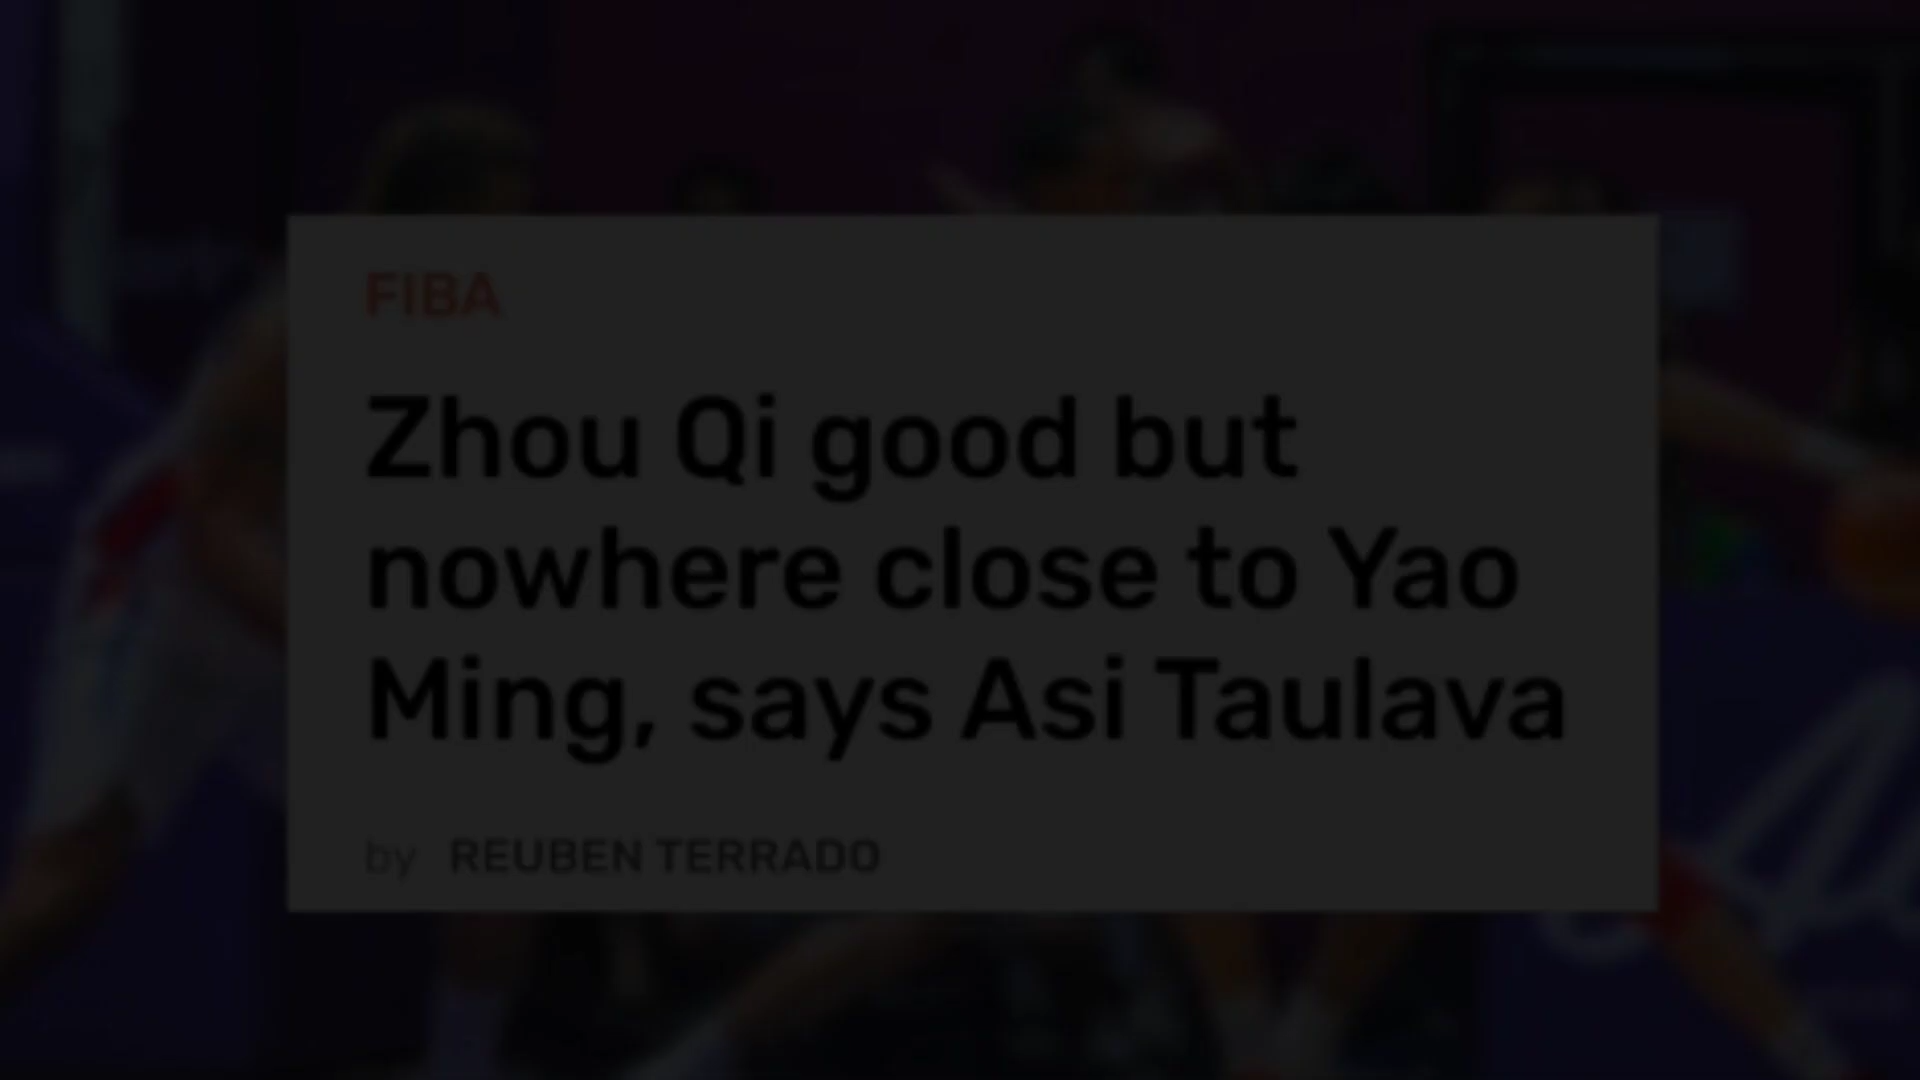 FIBA
Zhou Qi good but
nowhere close to Yao
Ming, says Asi Taulava
by REUBEN TERRADO